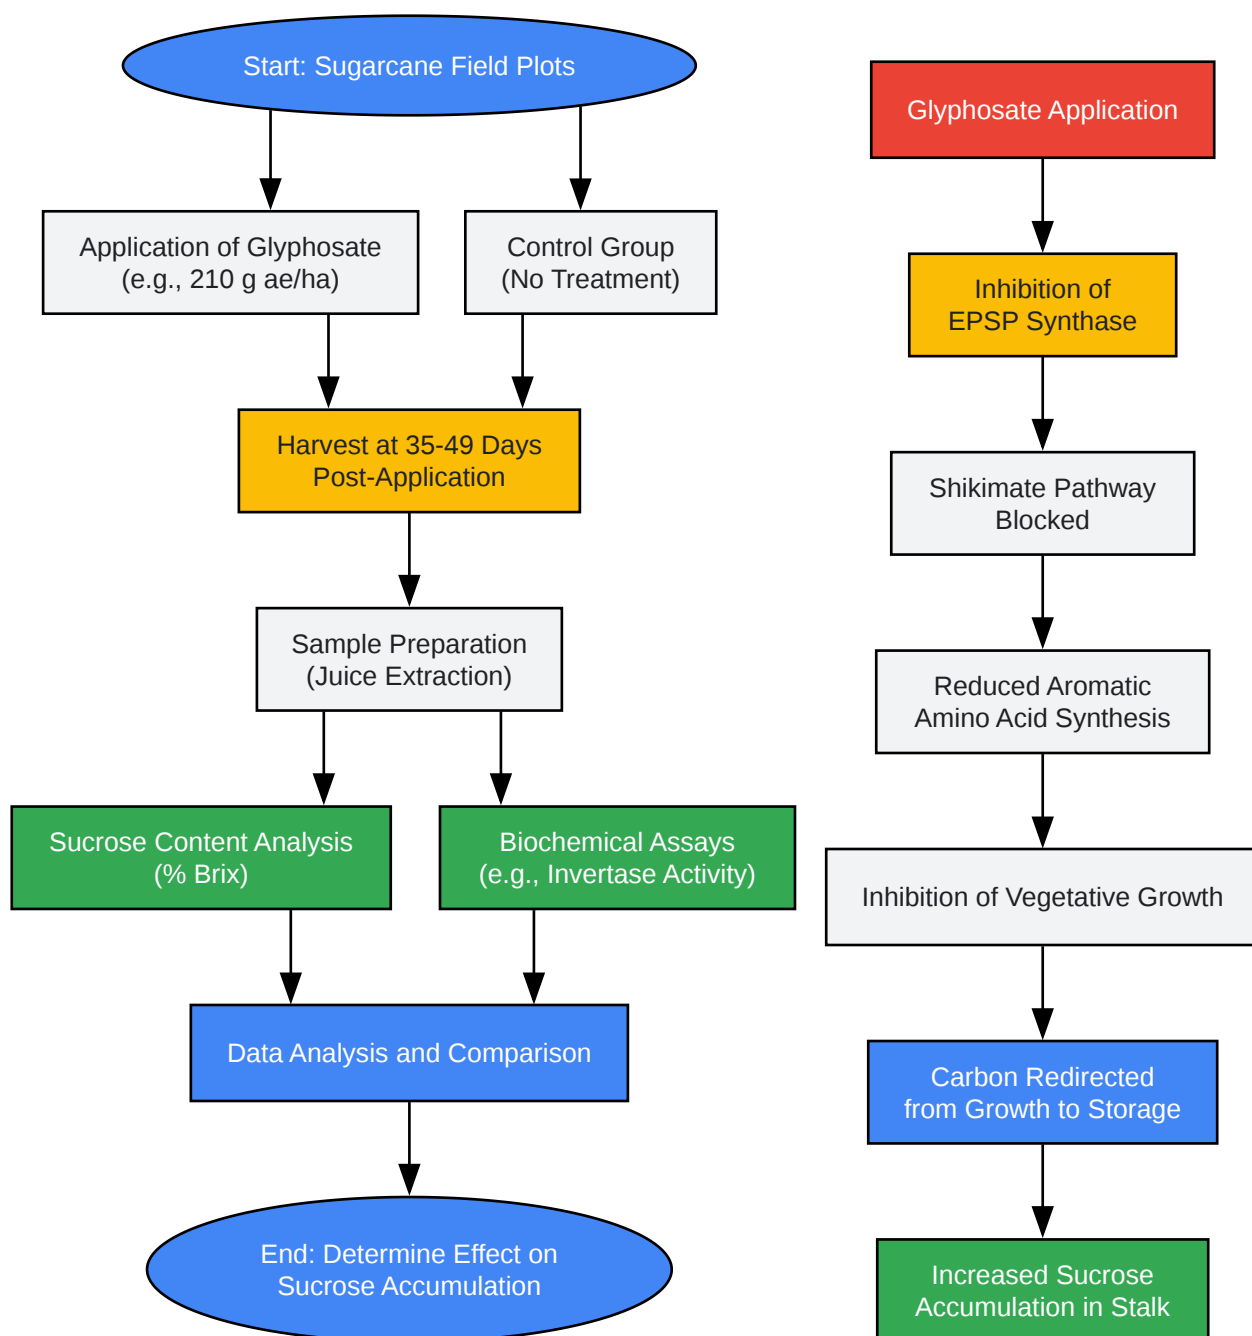 Start: Sugarcane Field Plots
Application of Glyphosate
(e.g., 210 g ae/ha)
Control Group
(No Treatment)
Harvest at 35-49 Days
Post-Application
Sample Preparation
(Juice Extraction)
Sucrose Content Analysis
(% Brix)
Biochemical Assays
(e.g., Invertase Activity)
Data Analysis and Comparison
End: Determine Effect on
Sucrose Accumulation
Glyphosate Application
Inhibition of
EPSP Synthase
Shikimate Pathway
Blocked
Reduced Aromatic
Amino Acid Synthesis
Inhibition of Vegetative Growth
Carbon Redirected
from Growth to Storage
Increased Sucrose
Accumulation in Stalk